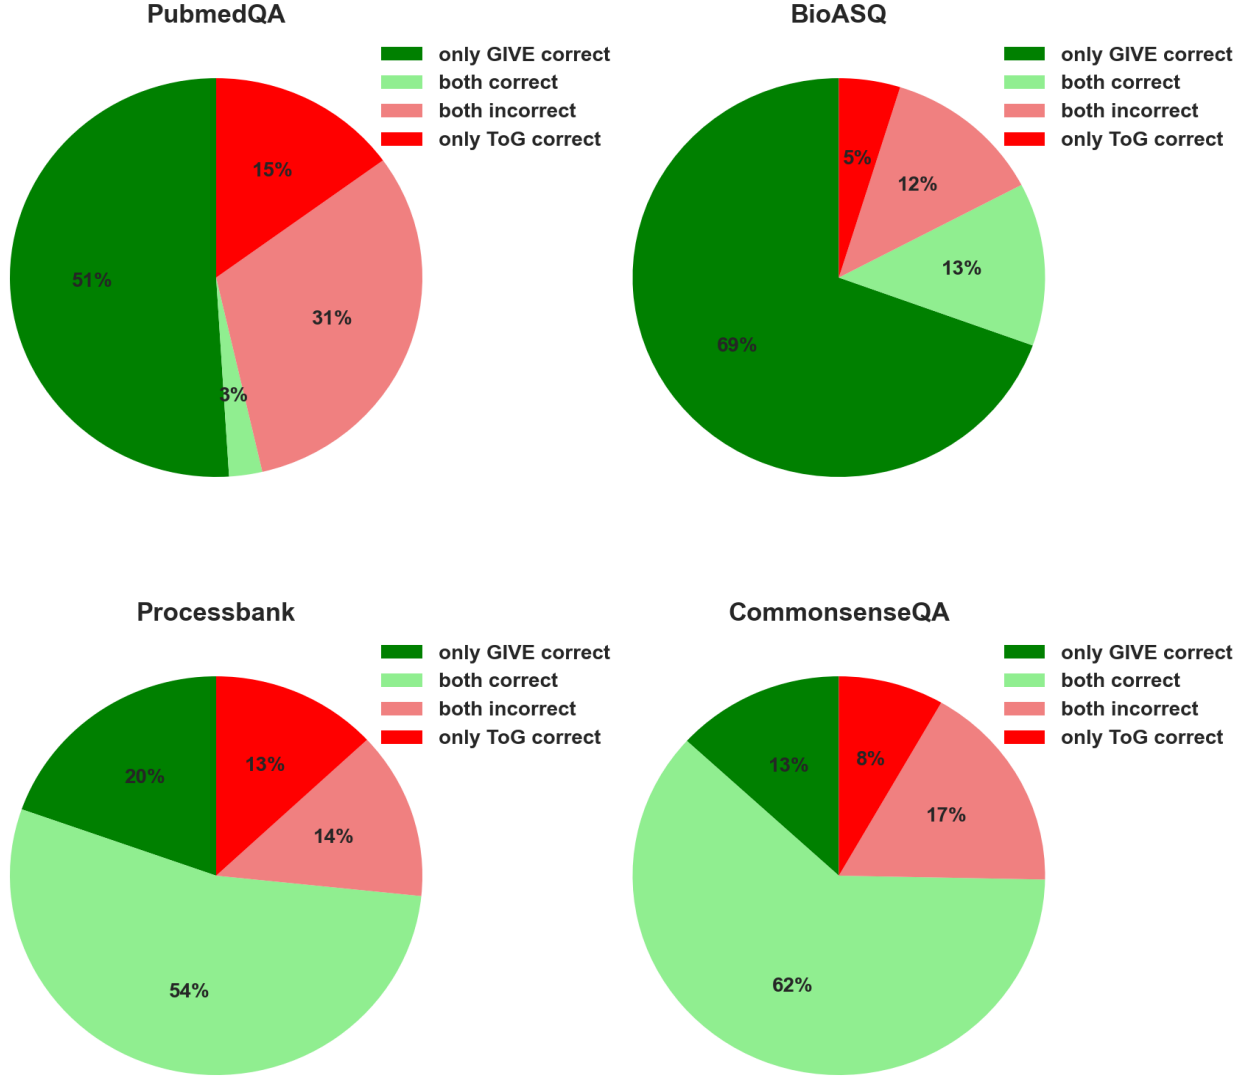 PubmedQA
only GIVE correct
both correct
both incorrect
only ToG correct
15%
51%
31%
3%
BioASQ
only GIVE correct
both correct
both incorrect
only ToG correct
5%
12%
13%
69%
Processbank
only GIVE correct
both correct
both incorrect
only ToG correct
13%
20%
14%
54%
CommonsenseQA
only GIVE correct
both correct
both incorrect
only ToG correct
8%
13%
17%
62%